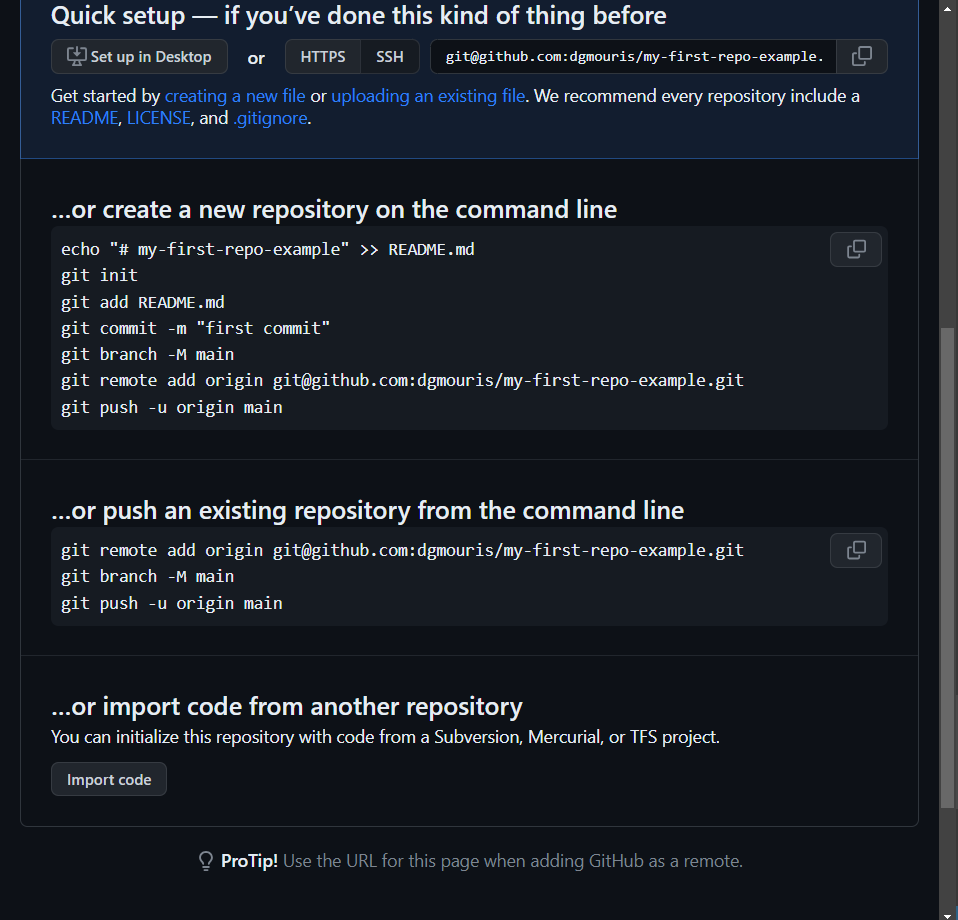 Quick setup — if you’ve done this kind of thing before
Set up in Desktop or HTTPS SSH git@github.com:dgmouris/my-first-repo-example.
Get started by creating a new file or uploading an existing file. We recommend every repository include a
README, LICENSE, and .gitignore.
…or create a new repository on the command line
echo "# my-first-repo-example" >> README.md
git init
git add README.md
git commit -m "first commit"
git branch -M main
git remote add origin git@github.com:dgmouris/my-first-repo-example.git
git push -u origin main
…or push an existing repository from the command line
git remote add origin git@github.com:dgmouris/my-first-repo-example.git
git branch -M main
git push -u origin main
…or import code from another repository
You can initialize this repository with code from a Subversion, Mercurial, or TFS project.
Import code
ProTip! Use the URL for this page when adding GitHub as a remote.